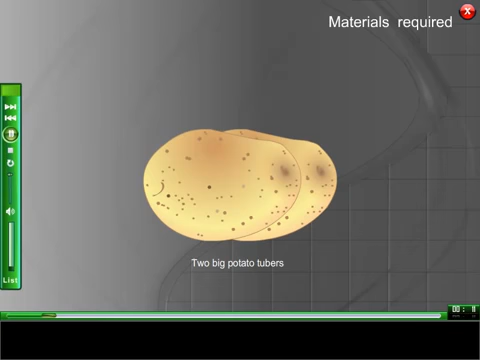 Materials required
x
Two big potato tubers
List